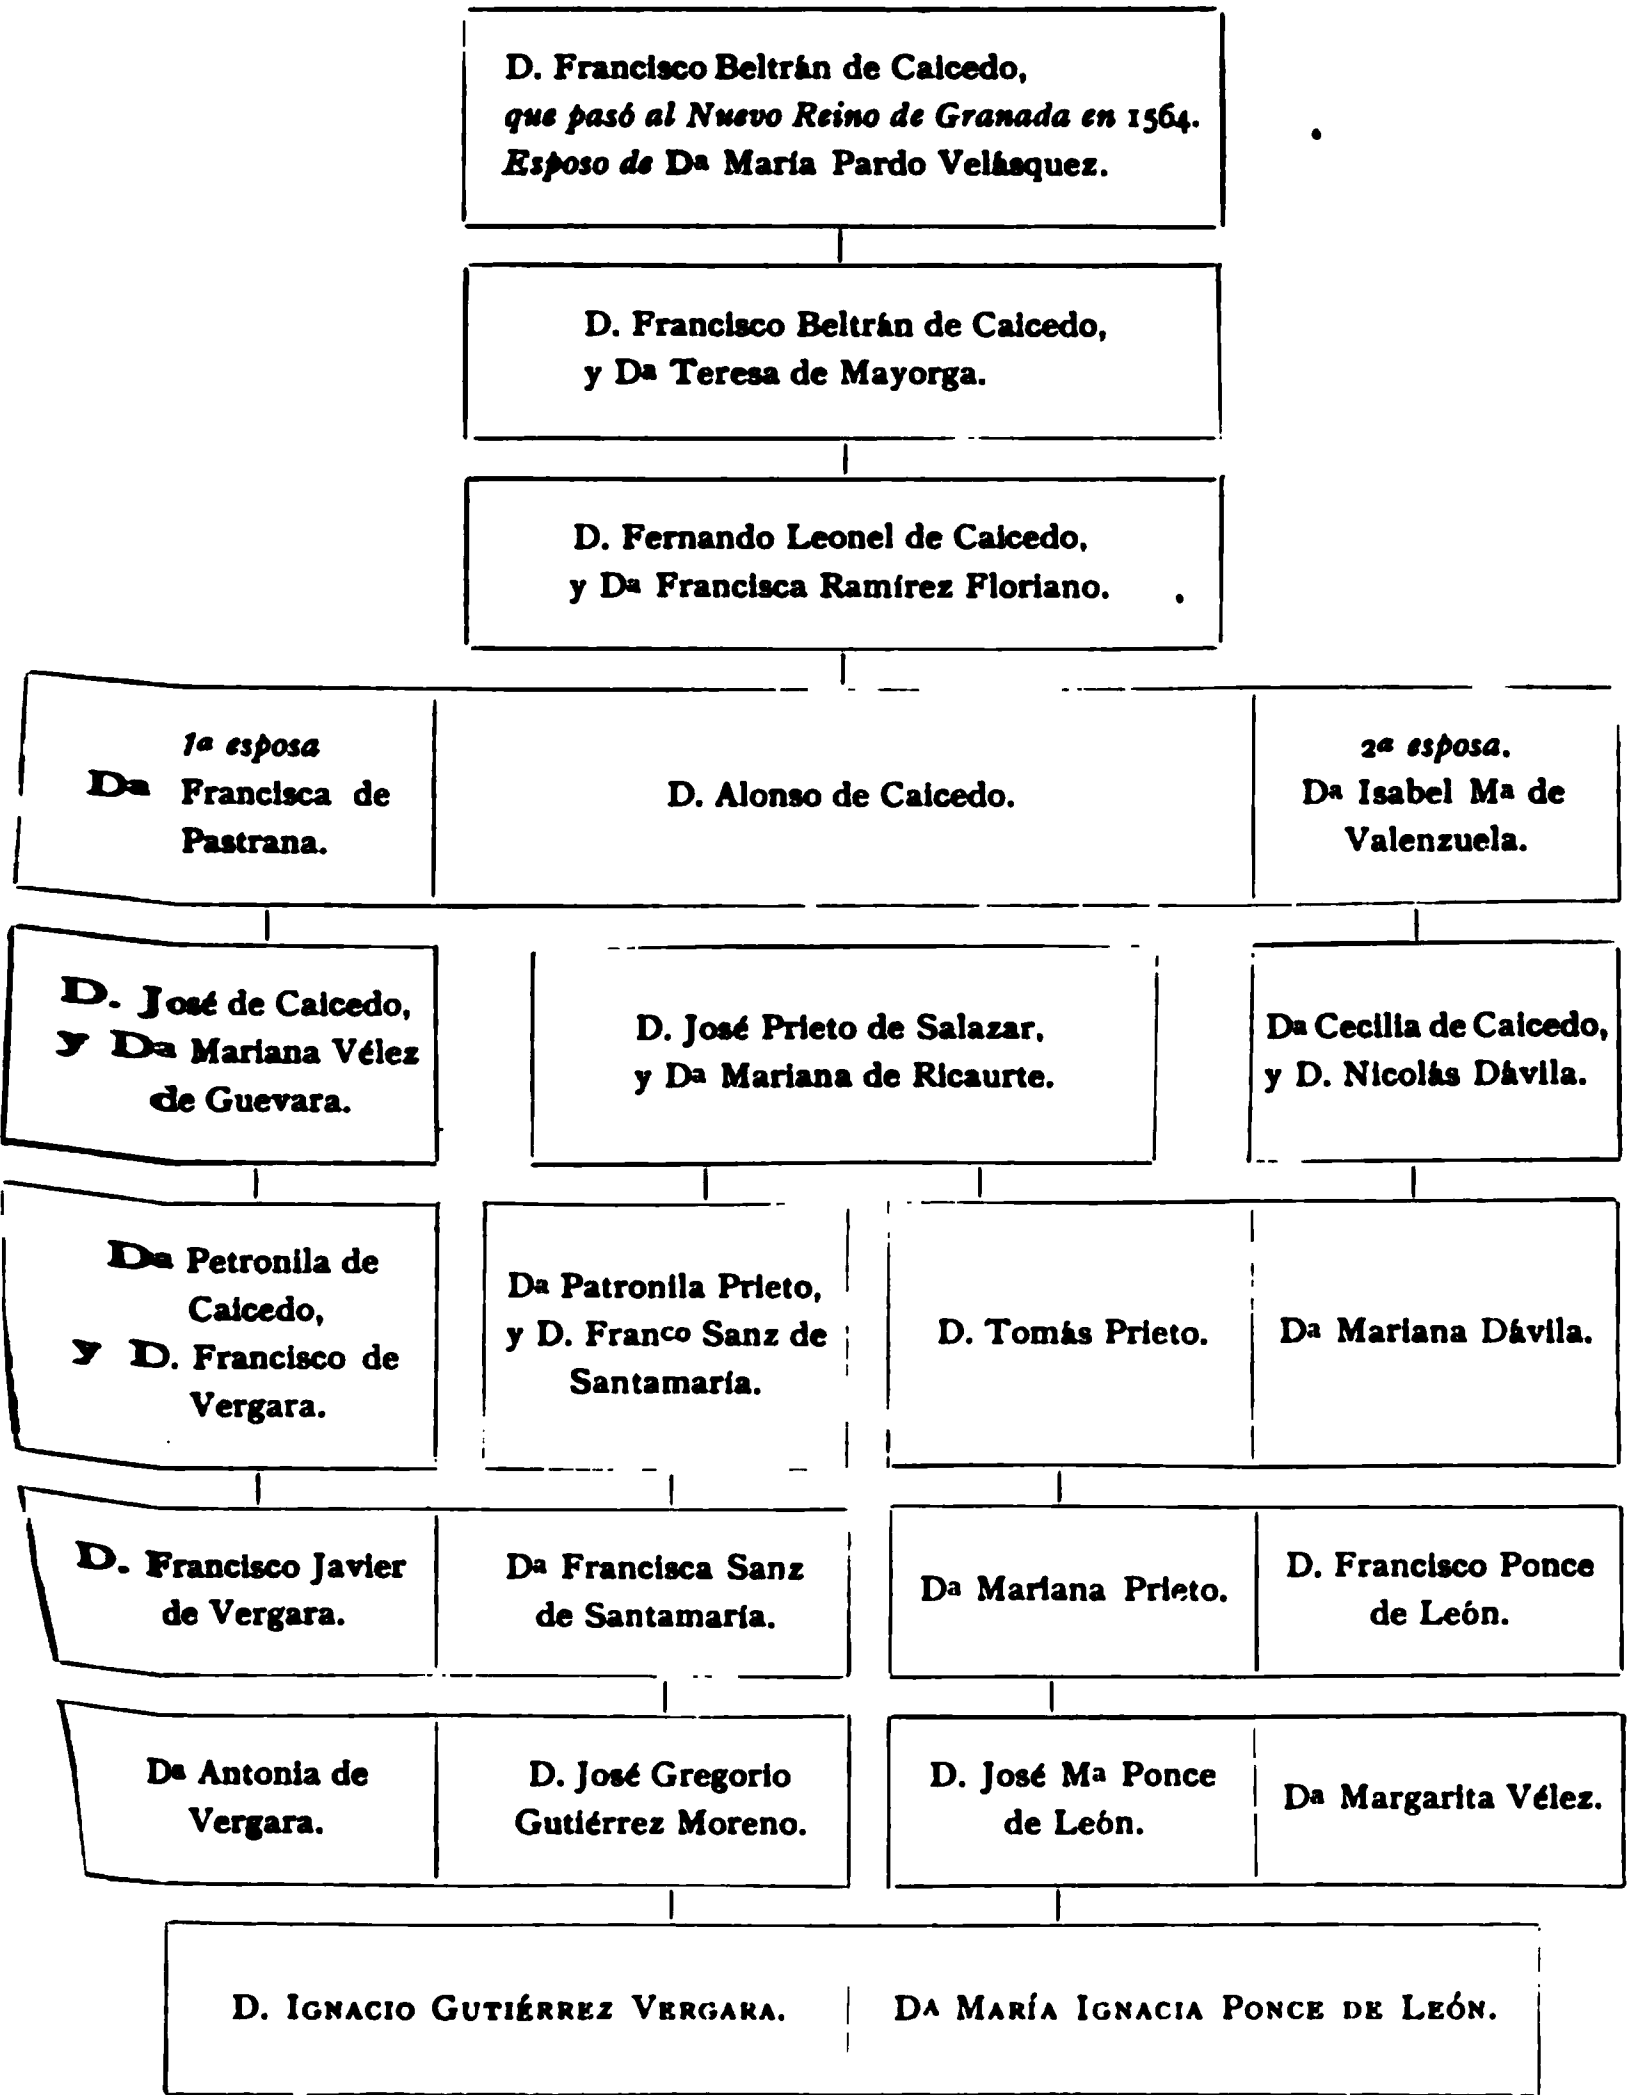 D. Francisco Beltrán de Caicedo,
que pasó al Nuevo Reino de Granada en 1564.
Esposo de Dª María Pardo Velásquez.
D. Francisco Beltrán de Caicedo,
y Dª Teresa de Mayorga.
D. Fernando Leonel de Caicedo,
y Dª Francisca Ramírez Floriano.
1ª esposa
Dª Francisca de
Pastrana.
D. Alonso de Caicedo.
2ª esposa.
Dª Isabel Mª de
Valenzuela.
D. José de Caicedo,
y Dª Mariana Vélez
de Guevara.
D. José Prieto de Salazar,
y Dª Mariana de Ricaurte.
Dª Cecilia de Caicedo,
y D. Nicolás Dávila.
Dª Petronila de
Caicedo,
y D. Francisco de
Vergara.
Dª Patronila Prieto,
y D. Franco Sanz de
Santamaría.
D. Tomás Prieto.
Dª Mariana Dávila.
D. Francisco Javier
de Vergara.
Dª Francisca Sanz
de Santamaría.
Dª Mariana Prieto.
D. Francisco Ponce
de León.
Dª Antonia de
Vergara.
D. José Gregorio
Gutiérrez Moreno.
D. José Mª Ponce
de León.
Dª Margarita Vélez.
D. IGNACIO GUTIÉRREZ VERGARA.
DA MARÍA IGNACIA PONCE DE LEÓN.